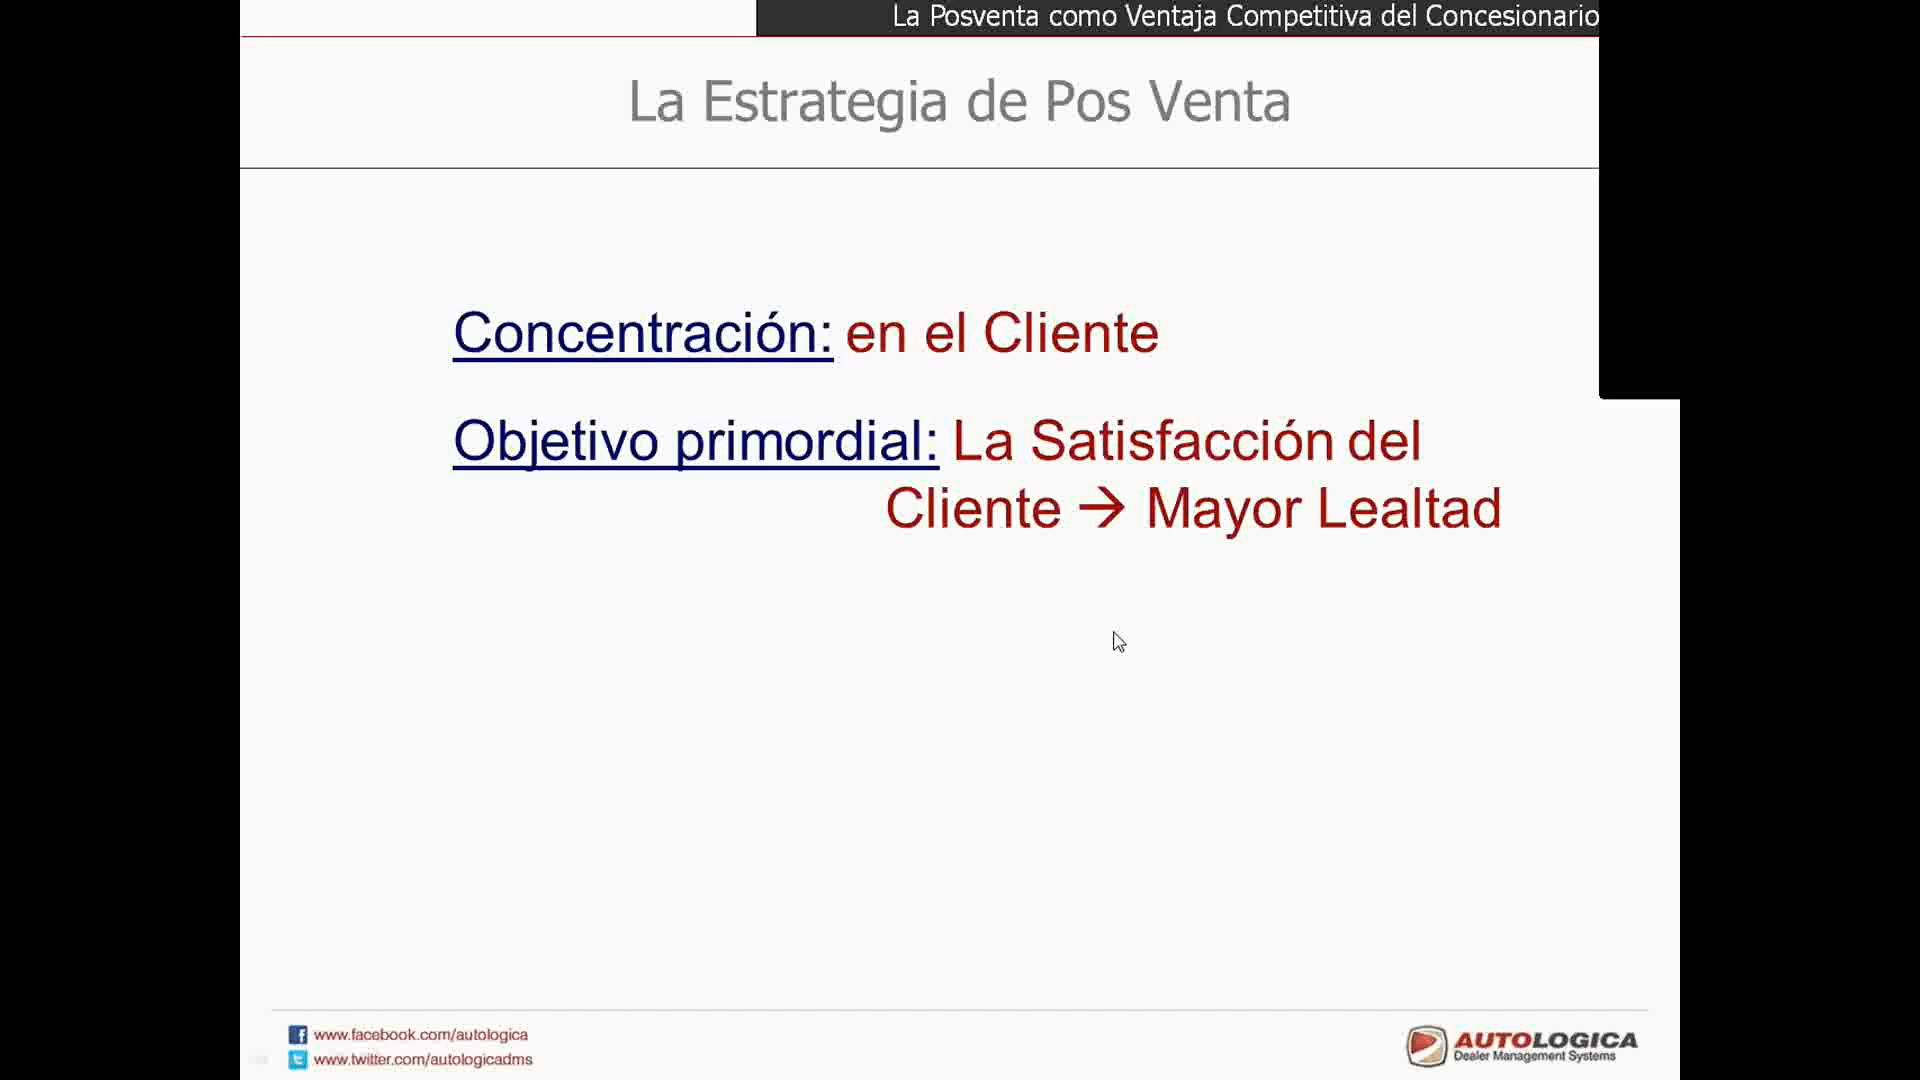 La Posventa como Ventaja Competitiva del Concesionario
La Estrategia de Pos Venta
Concentración: en el Cliente
Objetivo primordial: La Satisfacción del
Cliente → Mayor Lealtad
www.facebook.com/autologica
www.twitter.com/autologicadms
AUTOLOGICA
Dealer Management Systems